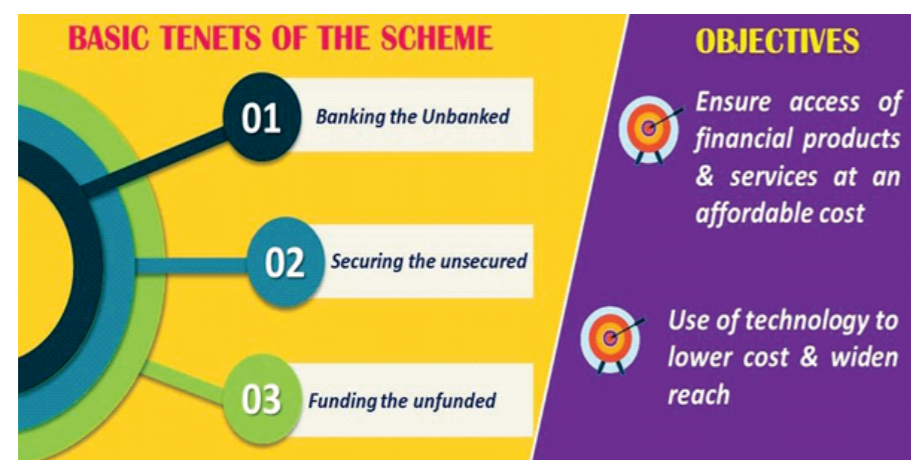 BASIC TENETS OF THE SCHEME
01
Banking the Unbanked
02
Securing the unsecured
03
Funding the unfunded
OBJECTIVES
Ensure access of
financial products
& services at an
affordable cost
Use of technology to
lower cost & widen
reach